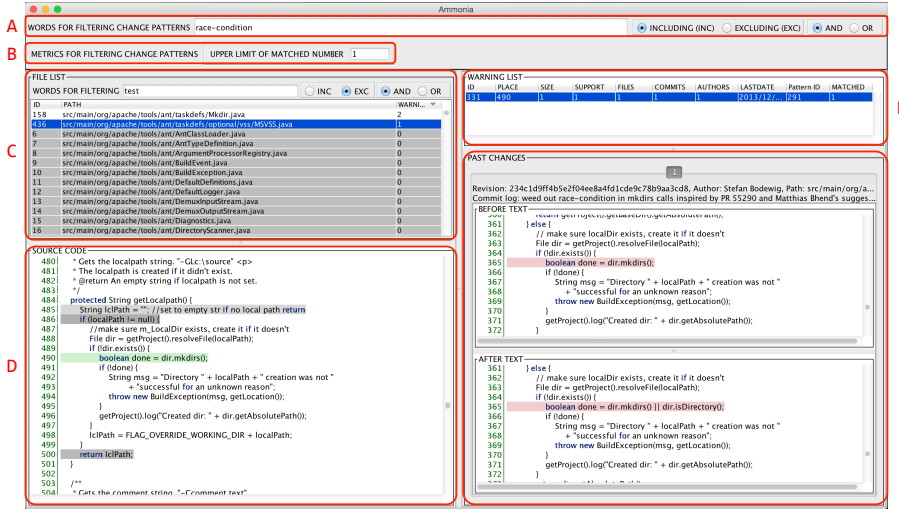 Ammonia
A
WORDS FOR FILTERING CHANGE PATTERNS race-condition
INCLUDING (INC) EXCLUDING (EXC) AND OR
B
METRICS FOR FILTERING CHANGE PATTERNS UPPER LIMIT OF MATCHED NUMBER 1
C
FILE LIST
WORDS FOR FILTERING test INC EXC AND OR
ID PATH WARNI...
158 src/main/org/apache/tools/ant/taskdefs/Mkdir.java 2
436 src/main/org/apache/tools/ant/taskdefs/optional/vss/MSVSS.java 1
6 src/main/org/apache/tools/ant/AntClassLoader.java 0
7 src/main/org/apache/tools/ant/AntTypeDefinition.java 0
8 src/main/org/apache/tools/ant/ArgumentProcessorRegistry.java 0
9 src/main/org/apache/tools/ant/BuildEvent.java 0
10 src/main/org/apache/tools/ant/BuildException.java 0
11 src/main/org/apache/tools/ant/DefaultDefinitions.java 0
12 src/main/org/apache/tools/ant/DefaultLogger.java 0
13 src/main/org/apache/tools/ant/DemuxInputStream.java 0
14 src/main/org/apache/tools/ant/DemuxOutputStream.java 0
15 src/main/org/apache/tools/ant/Diagnostics.java 0
16 src/main/org/apache/tools/ant/DirectoryScanner.java 0
D
SOURCE CODE
480 * Gets the localpath string. "-GLc:\source" <p>
481 * The localpath is created if it didn't exist.
482 * @return An empty string if localpath is not set.
483 */
484 protected String getLocalpath() {
485 String lclPath = ""; //set to empty str if no local path return
486 if (localPath != null) {
487 //make sure m_LocalDir exists, create it if it doesn't
488 File dir = getProject().resolveFile(localPath);
489 if (!dir.exists()) {
490 boolean done = dir.mkdirs();
491 if (!done) {
492 String msg = "Directory " + localPath + " creation was not "
493 + "successful for an unknown reason";
494 throw new BuildException(msg, getLocation());
495 }
496 getProject().log("Created dir: " + dir.getAbsolutePath());
497 }
498 lclPath = FLAG_OVERRIDE_WORKING_DIR + localPath;
499 }
500 return lclPath;
501 }
502
503 /**
504 * Gets the comment string. "-Ccomment text"
WARNING LIST
ID PLACE SIZE SUPPORT FILES COMMITS AUTHORS LASTDATE Pattern ID MATCHED
331 490 1 1 1 1 1 2013/12/... 291 1
PAST CHANGES
1
Revision: 234c1d9ff4b5e2f04ee8a4fd1cde9c78b9aa3cd8, Author: Stefan Bodewig, Path: src/main/org/a...
Commit log: weed out race-condition in mkdirs calls inspired by PR 55290 and Matthias Bhend's sugges...
BEFORE TEXT
360 return getProject().getBaseDir().getAbsolutePath();
361 } else {
362 // make sure localDir exists, create it if it doesn't
363 File dir = getProject().resolveFile(localPath);
364 if (!dir.exists()) {
365 boolean done = dir.mkdirs();
366 if (!done) {
367 String msg = "Directory " + localPath + " creation was not "
368 + "successful for an unknown reason";
369 throw new BuildException(msg, getLocation());
370 }
371 getProject().log("Created dir: " + dir.getAbsolutePath());
372 }
AFTER TEXT
361 } else {
362 // make sure localDir exists, create it if it doesn't
363 File dir = getProject().resolveFile(localPath);
364 if (!dir.exists()) {
365 boolean done = dir.mkdirs() || dir.isDirectory();
366 if (!done) {
367 String msg = "Directory " + localPath + " creation was not "
368 + "successful for an unknown reason";
369 throw new BuildException(msg, getLocation());
370 }
371 getProject().log("Created dir: " + dir.getAbsolutePath());
372 }